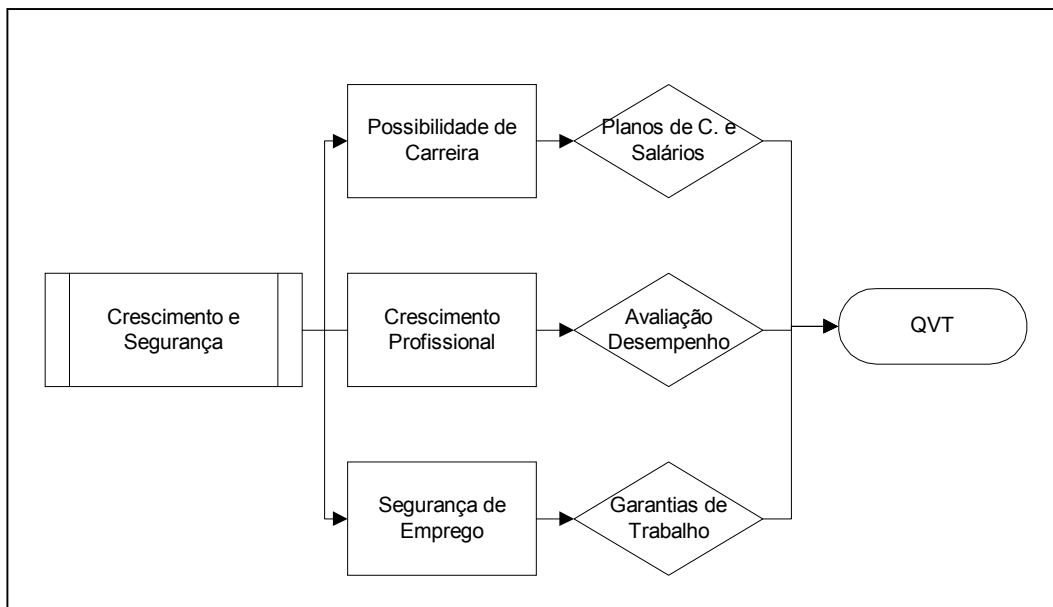 Possibilidade de
Carreira
Planos de C. e
Salários
Crescimento e
Segurança
Crescimento
Profissional
Avaliação
Desempenho
QVT
Segurança de
Emprego
Garantias de
Trabalho